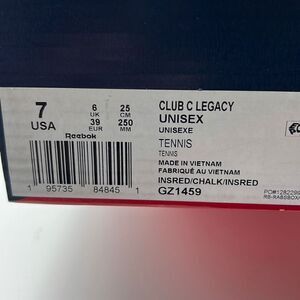 7
USA
6
UK
39
EUR
25
CM
250
MM
Reebok
1 95735 84845 1
CLUB C LEGACY
UNISEX
UNISEXE
TENNIS
TENNIS
MADE IN VIETNAM
FABRIQUÉ AU VIETNAM
INSRED/CHALK/INSRED
GZ1459